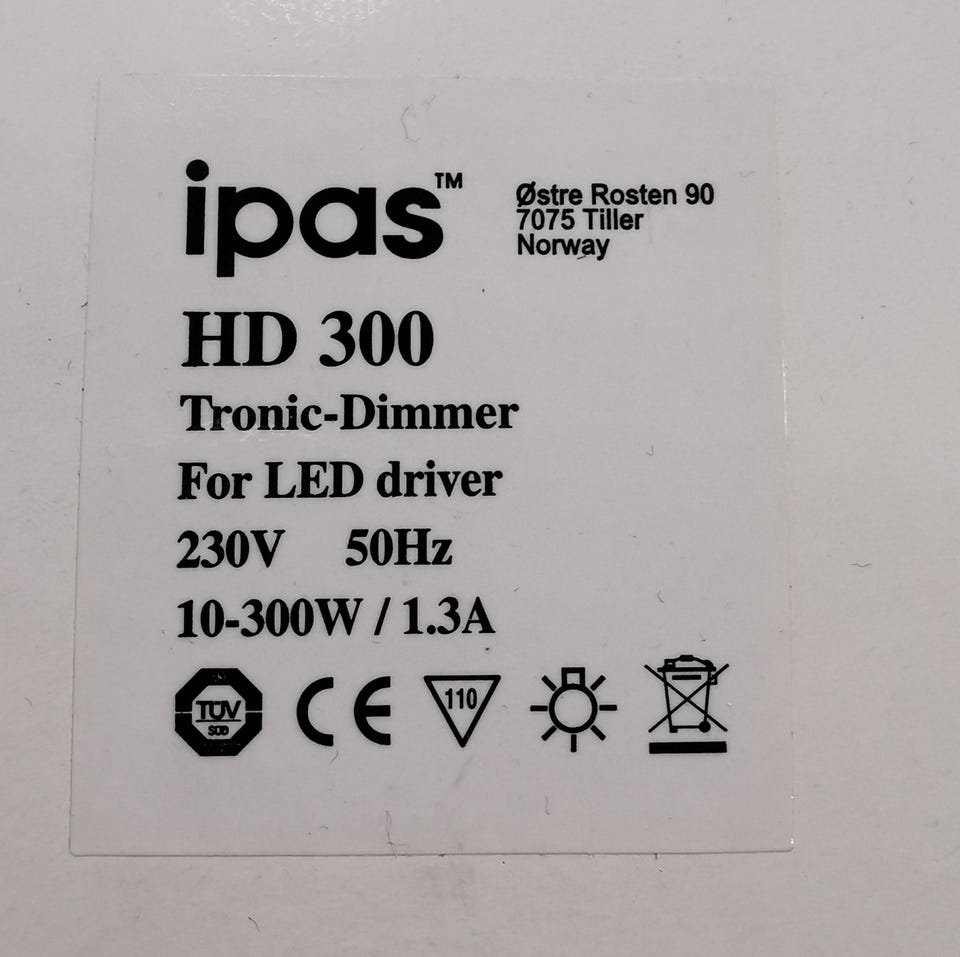 ipas™
Østre Rosten 90
7075 Tiller
Norway
HD 300
Tronic-Dimmer
For LED driver
230V 50Hz
10-300W / 1.3A
TÜV
SÜD
CE
110